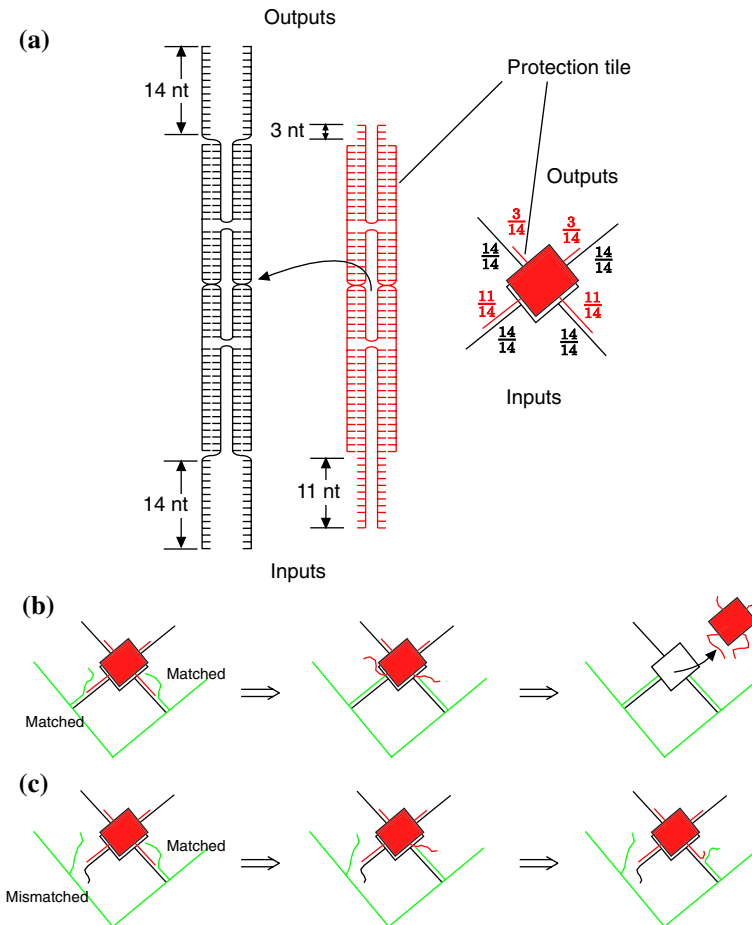 Outputs
(a)
14 nt
3 nt
Protection tile
Outputs
3/14 3/14
14/14 14/14
11/14 11/14
14/14 14/14
Inputs
14 nt
11 nt
Inputs
(b)
Matched
Matched
⇒ ⇒
(c)
Matched
Mismatched
⇒ ⇒